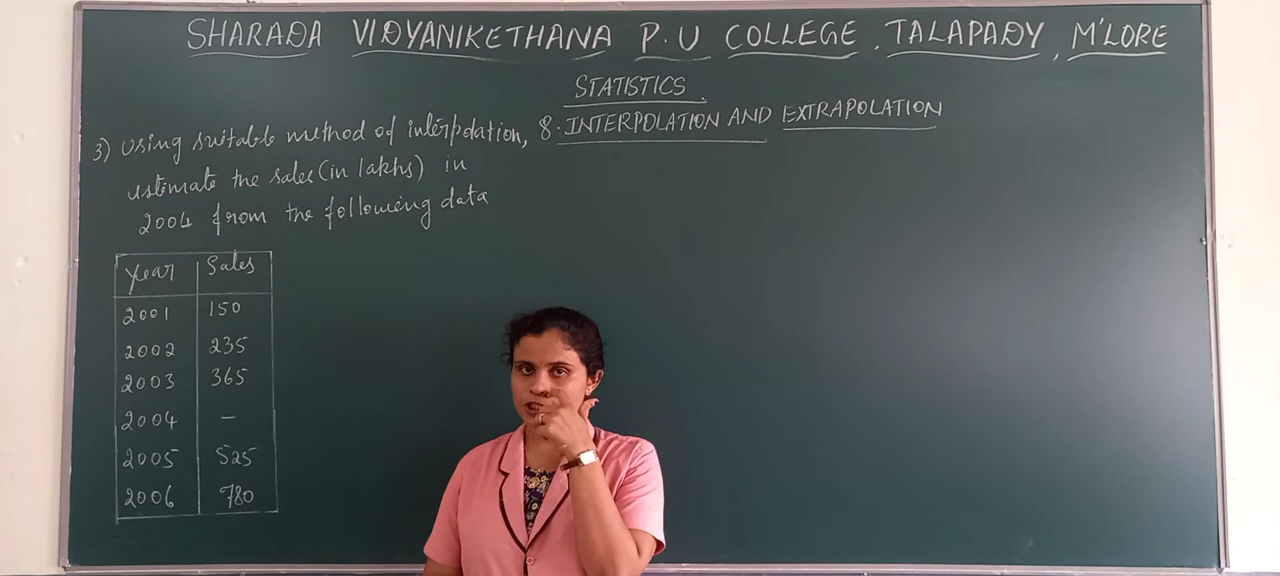 SHARADA VIDYANIKETHANA P.U COLLEGE, TALAPADY, M'LORE
STATISTICS
8. INTERPOLATION AND EXTRAPOLATION
3) Using suitable method of interpolation,
estimate the sales (in lakhs) in
2004 from the following data
Year Sales
2001 150
2002 235
2003 365
2004 —
2005 525
2006 780